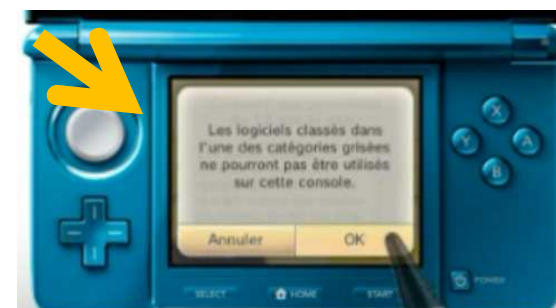 Les logiciels classés dans
l'une des catégories grisées
ne pourront pas être utilisés
sur cette console.
Annuler
OK
X
Y
A
B
SELECT
HOME
START
POWER